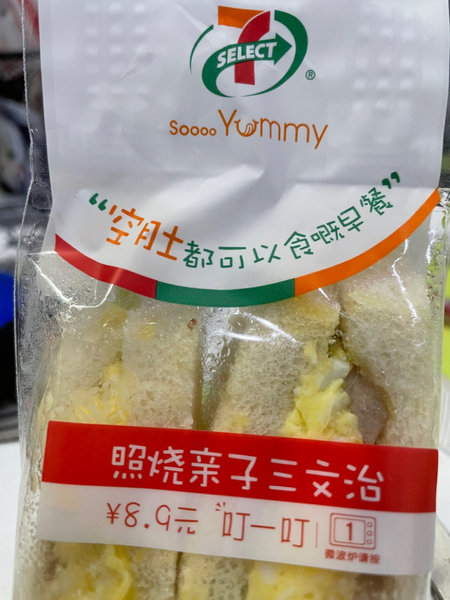 7
SELECT
®
Soooo Yummy
“空肚都可以食嘅早餐”
照烧亲子三文治
¥8.9元 叮一叮
1
微波炉请按